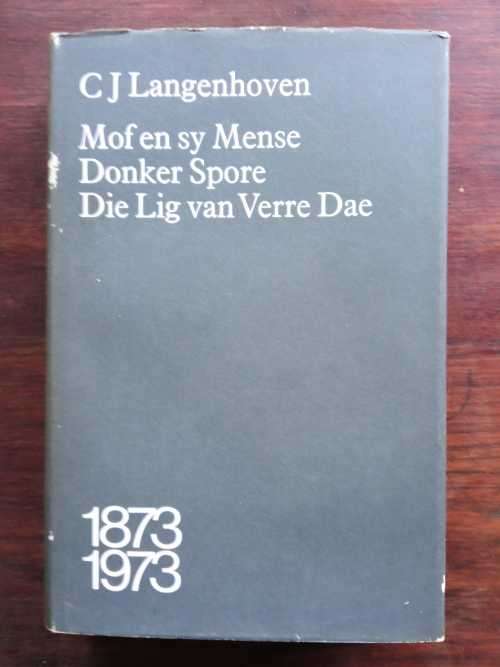 C J Langenhoven
Mof en sy Mense
Donker Spore
Die Lig van Verre Dae
1873
1973